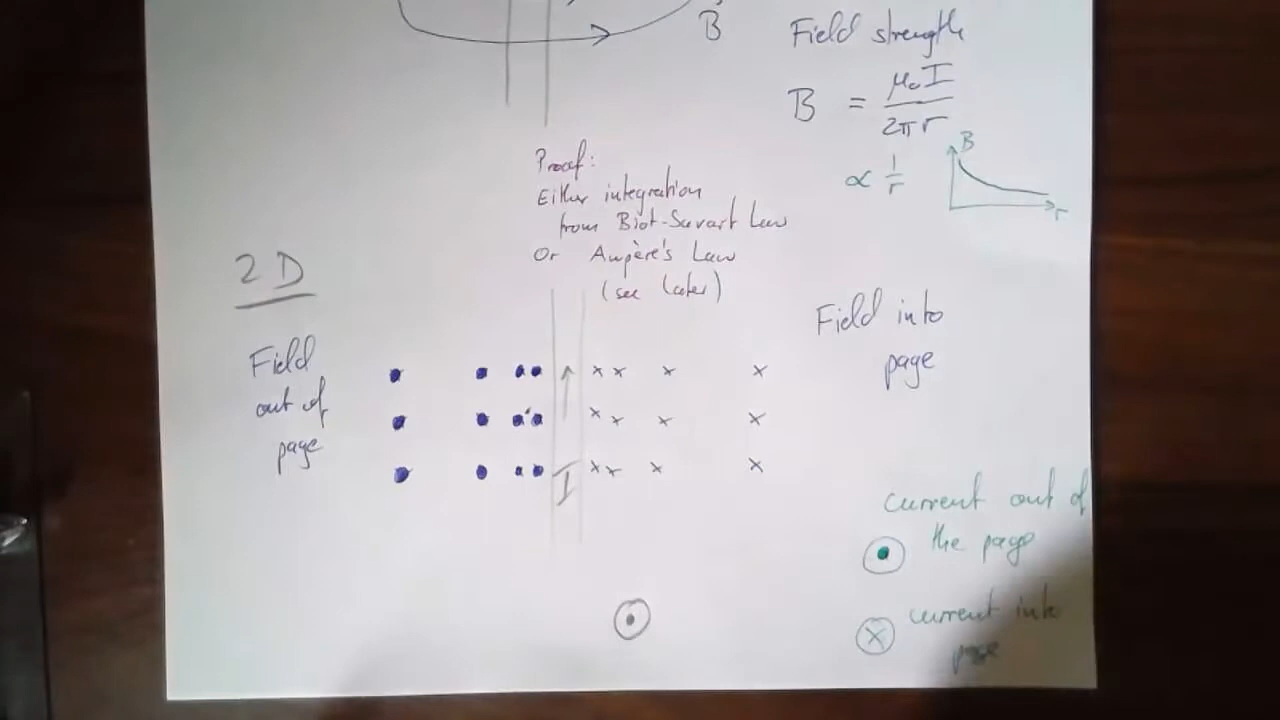 B
Field strength
B = μ₀I / 2πr
∝ 1/r
B
r
Proof:
Either integration
from Biot-Savart Law
Or Ampère's Law
(see later)
2D
Field
out of
page
I
Field into
page
current out of
the page
current into
page